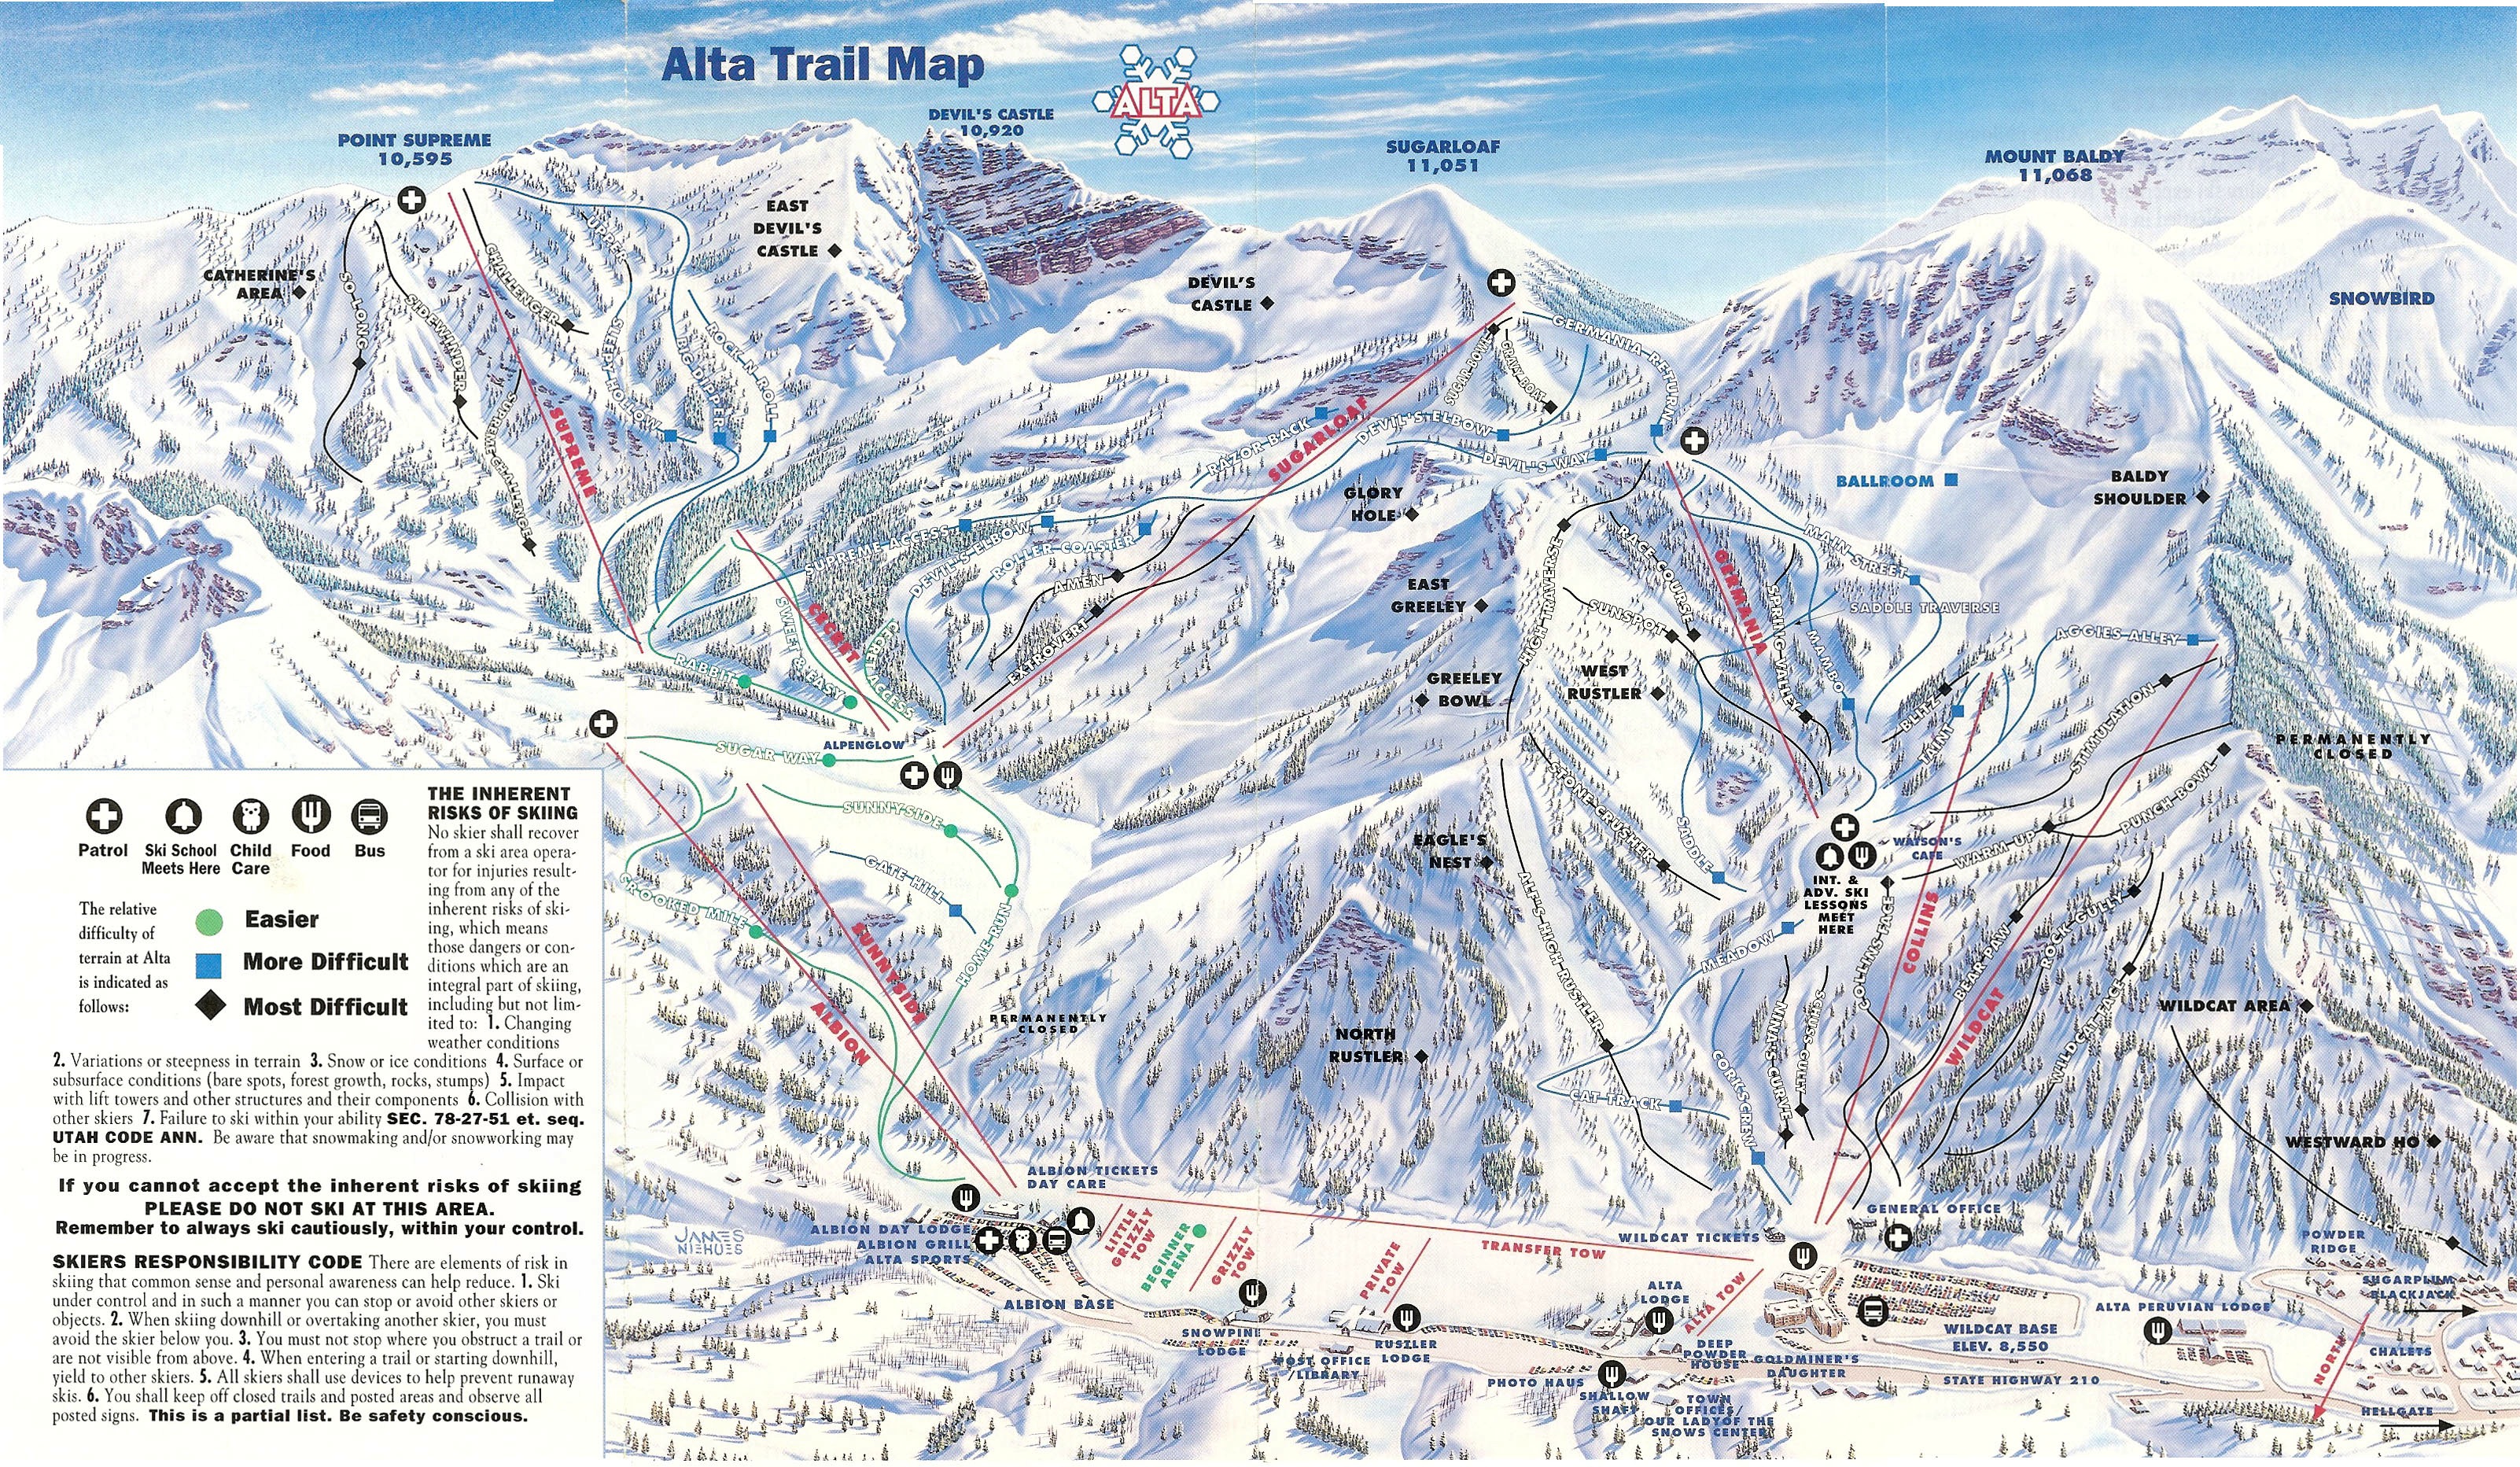 Alta Trail Map
ALTA
POINT SUPREME
10,595
DEVIL'S CASTLE
10,920
SUGARLOAF
11,051
MOUNT BALDY
11,068
SNOWBIRD
EAST
DEVIL'S
CASTLE
DEVIL'S
CASTLE
CATHERINE'S
AREA
SO LONG
SIDEWINDER
CHALLENGER
UPPER
SUPREME CHALLENGE
SUPREME
SLEEPY HOLLOW
BIG DIPPER
ROCK N ROLL
SUGAR BOWL
GRAVY BOAT
GERMANIA RETURN
RAZOR BACK
SUGARLOAF
DEVIL'S ELBOW
DEVIL'S WAY
GLORY
HOLE
BALLROOM
BALDY
SHOULDER
SUPREME ACCESS
DEVIL'S ELBOW
ROLLER COASTER
AMEN
EXTROVERT
CECRET
SWEET & EASY
CECRET ACCESS
RABBIT
EAST
GREELEY
GREELEY
BOWL
HIGH TRAVERSE
RACE COURSE
SUNSPOT
WEST
RUSTLER
GERMANIA
SPRING VALLEY
MAMBO
MAIN STREET
SADDLE TRAVERSE
AGGIES ALLEY
BLITZ
TAINT
STIMULATION
PUNCH BOWL
PERMANENTLY
CLOSED
SUGAR WAY
ALPENGLOW
SUNNYSIDE
GATE HILL
CROOKED MILE
HOME RUN
SUNNYSIDE
ALBION
PERMANENTLY
CLOSED
EAGLE'S
NEST
STONE CRUSHER
SADDLE
ALF'S HIGH RUSTLER
NORTH
RUSTLER
WATSON'S
CAFE
INT. &
ADV. SKI
LESSONS
MEET
HERE
WARM UP
MEADOW
COLLINS FACE
COLLINS
BEAR PAW
ROCK GULLY
WILDCAT
WILDCAT FACE
WILDCAT AREA
WESTWARD HO
NINA'S CURVE
SCHUSS GULLY
CORKSCREW
CAT TRACK
BLACKJACK
Patrol
Ski School
Meets Here
Child
Care
Food
Bus
The relative
difficulty of
terrain at Alta
is indicated as
follows:
Easier
More Difficult
Most Difficult
THE INHERENT
RISKS OF SKIING
No skier shall recover
from a ski area opera-
tor for injuries result-
ing from any of the
inherent risks of ski-
ing, which means
those dangers or con-
ditions which are an
integral part of skiing,
including but not lim-
ited to: 1. Changing
weather conditions
2. Variations or steepness in terrain 3. Snow or ice conditions 4. Surface or
subsurface conditions (bare spots, forest growth, rocks, stumps) 5. Impact
with lift towers and other structures and their components 6. Collision with
other skiers 7. Failure to ski within your ability SEC. 78-27-51 et. seq.
UTAH CODE ANN. Be aware that snowmaking and/or snowworking may
be in progress.
If you cannot accept the inherent risks of skiing
PLEASE DO NOT SKI AT THIS AREA.
Remember to always ski cautiously, within your control.
SKIERS RESPONSIBILITY CODE There are elements of risk in
skiing that common sense and personal awareness can help reduce. 1. Ski
under control and in such a manner you can stop or avoid other skiers or
objects. 2. When skiing downhill or overtaking another skier, you must
avoid the skier below you. 3. You must not stop where you obstruct a trail or
are not visible from above. 4. When entering a trail or starting downhill,
yield to other skiers. 5. All skiers shall use devices to help prevent runaway
skis. 6. You shall keep off closed trails and posted areas and observe all
posted signs. This is a partial list. Be safety conscious.
JAMES
NIEHUES
ALBION TICKETS
DAY CARE
ALBION DAY LODGE
ALBION GRILL
ALTA SPORTS
ALBION BASE
LITTLE
GRIZZLY
TOW
BEGINNER
ARENA
GRIZZLY
TOW
PRIVATE
TOW
TRANSFER TOW
SNOWPINE
LODGE
POST OFFICE
/LIBRARY
RUSTLER
LODGE
WILDCAT TICKETS
GENERAL OFFICE
ALTA
LODGE
ALTA TOW
PHOTO HAUS
SHALLOW
SHAFT
DEEP
POWDER
HOUSE
GOLDMINER'S
DAUGHTER
TOWN
OFFICES/
OUR LADY OF THE
SNOWS CENTER
WILDCAT BASE
ELEV. 8,550
STATE HIGHWAY 210
ALTA PERUVIAN LODGE
POWDER
RIDGE
SUGARPLUM
BLACKJACK
CHALETS
NORTH
HELLGATE